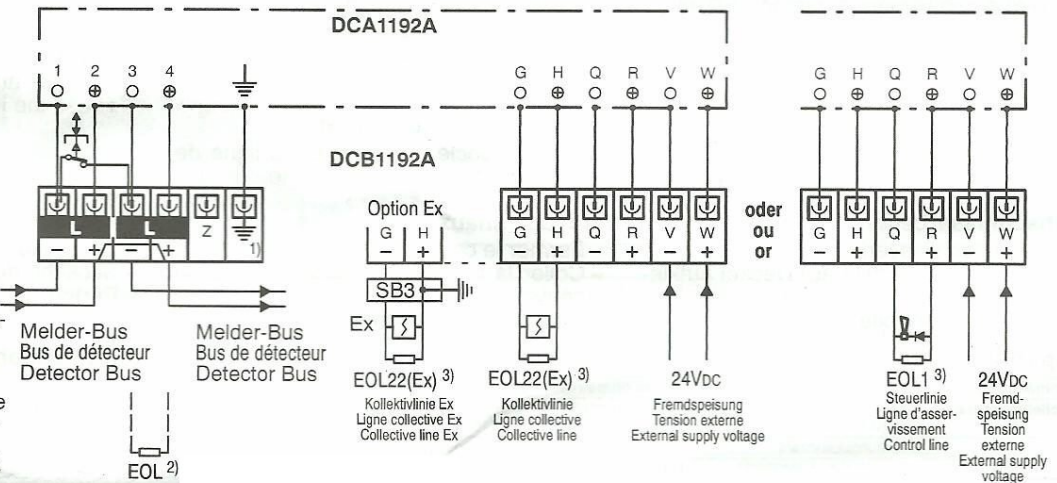 DCA1192A
1 2 3 4
G H Q R V W
G H Q R V W
DCB1192A
Option Ex
G H
− +
L L Z 1)
− + − +
G H Q R V W
− + − + − +
oder
ou
or
G H Q R V W
− + − + − +
SB3
Ex
Melder-Bus
Bus de détecteur
Detector Bus
Melder-Bus
Bus de détecteur
Detector Bus
EOL 2)
EOL22(Ex) 3)
Kollektivlinie Ex
Ligne collective Ex
Collective line Ex
EOL22(Ex) 3)
Kollektivlinie
Ligne collective
Collective line
24VDC
Fremdspeisung
Tension externe
External supply voltage
EOL1 3)
Steuerlinie
Ligne d'asser-
vissement
Control line
24VDC
Fremd-
speisung
Tension
externe
External supply
voltage